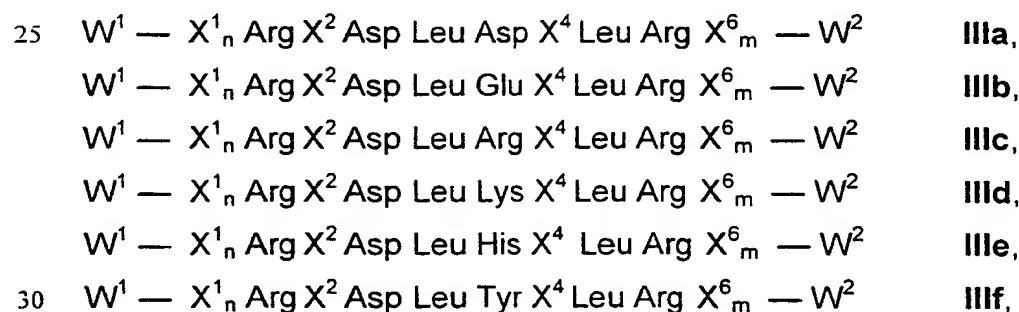 25 W¹ — X¹ₙ Arg X² Asp Leu Asp X⁴ Leu Arg X⁶ₘ — W² IIIa,
W¹ — X¹ₙ Arg X² Asp Leu Glu X⁴ Leu Arg X⁶ₘ — W² IIIb,
W¹ — X¹ₙ Arg X² Asp Leu Arg X⁴ Leu Arg X⁶ₘ — W² IIIc,
W¹ — X¹ₙ Arg X² Asp Leu Lys X⁴ Leu Arg X⁶ₘ — W² IIId,
W¹ — X¹ₙ Arg X² Asp Leu His X⁴ Leu Arg X⁶ₘ — W² IIIe,
30 W¹ — X¹ₙ Arg X² Asp Leu Tyr X⁴ Leu Arg X⁶ₘ — W² IIIf,